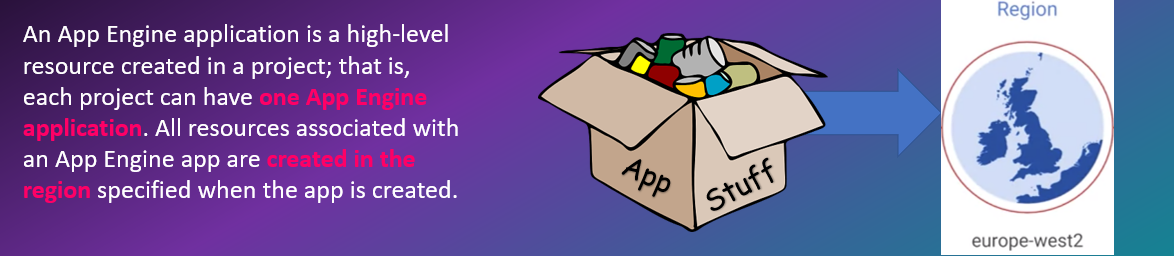 An App Engine application is a high-level
resource created in a project; that is,
each project can have one App Engine
application. All resources associated with
an App Engine app are created in the
region specified when the app is created.
App Stuff
Region
europe-west2